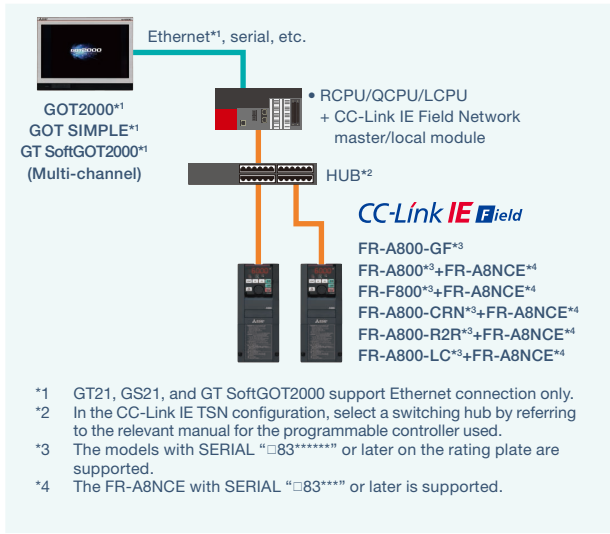 Ethernet*1, serial, etc.
GOT2000
GOT2000*1
GOT SIMPLE*1
GT SoftGOT2000*1
(Multi-channel)
• RCPU/QCPU/LCPU
+ CC-Link IE Field Network
master/local module
HUB*2
CC-Link IE Field
FR-A800-GF*3
FR-A800*3+FR-A8NCE*4
FR-F800*3+FR-A8NCE*4
FR-A800-CRN*3+FR-A8NCE*4
FR-A800-R2R*3+FR-A8NCE*4
FR-A800-LC*3+FR-A8NCE*4
*1 GT21, GS21, and GT SoftGOT2000 support Ethernet connection only.
*2 In the CC-Link IE TSN configuration, select a switching hub by referring
to the relevant manual for the programmable controller used.
*3 The models with SERIAL “□83******” or later on the rating plate are
supported.
*4 The FR-A8NCE with SERIAL “□83***” or later is supported.